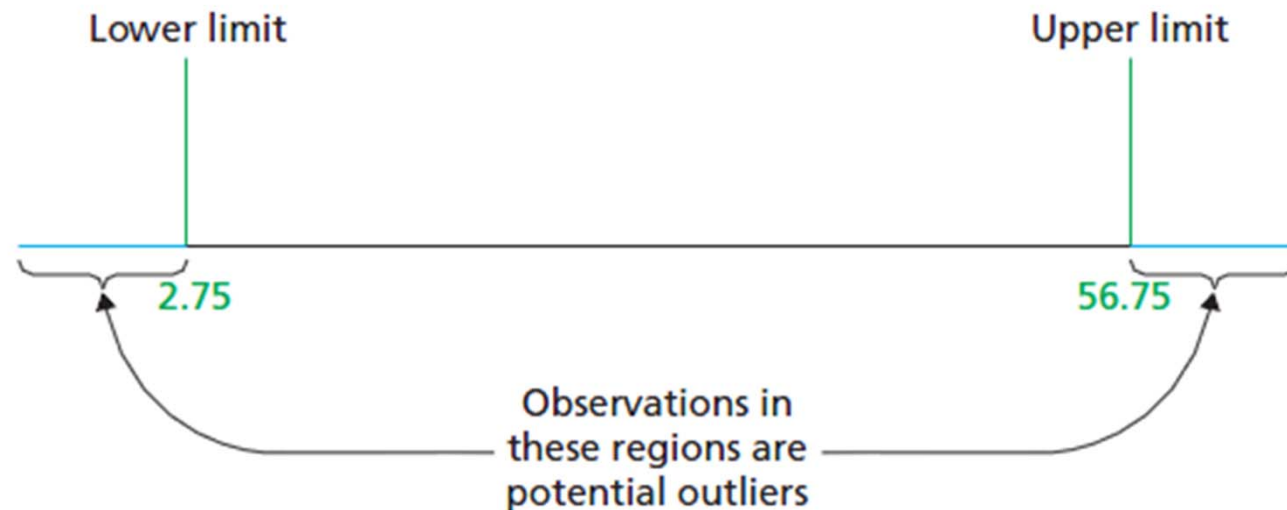 Lower limit
Upper limit
2.75
56.75
Observations in
these regions are
potential outliers